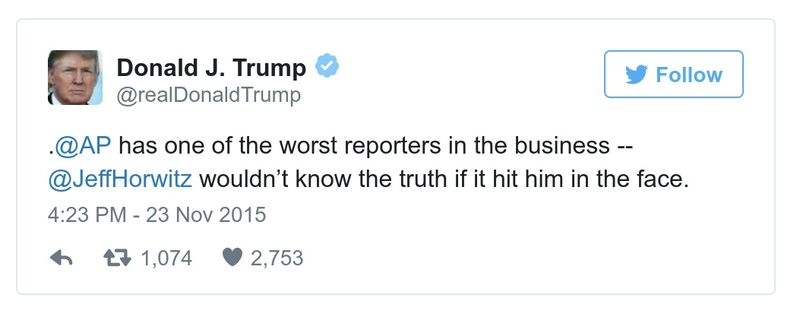 Donald J. Trump
@realDonaldTrump
Follow
.@AP has one of the worst reporters in the business --
@JeffHorwitz wouldn’t know the truth if it hit him in the face.
4:23 PM - 23 Nov 2015
1,074 2,753